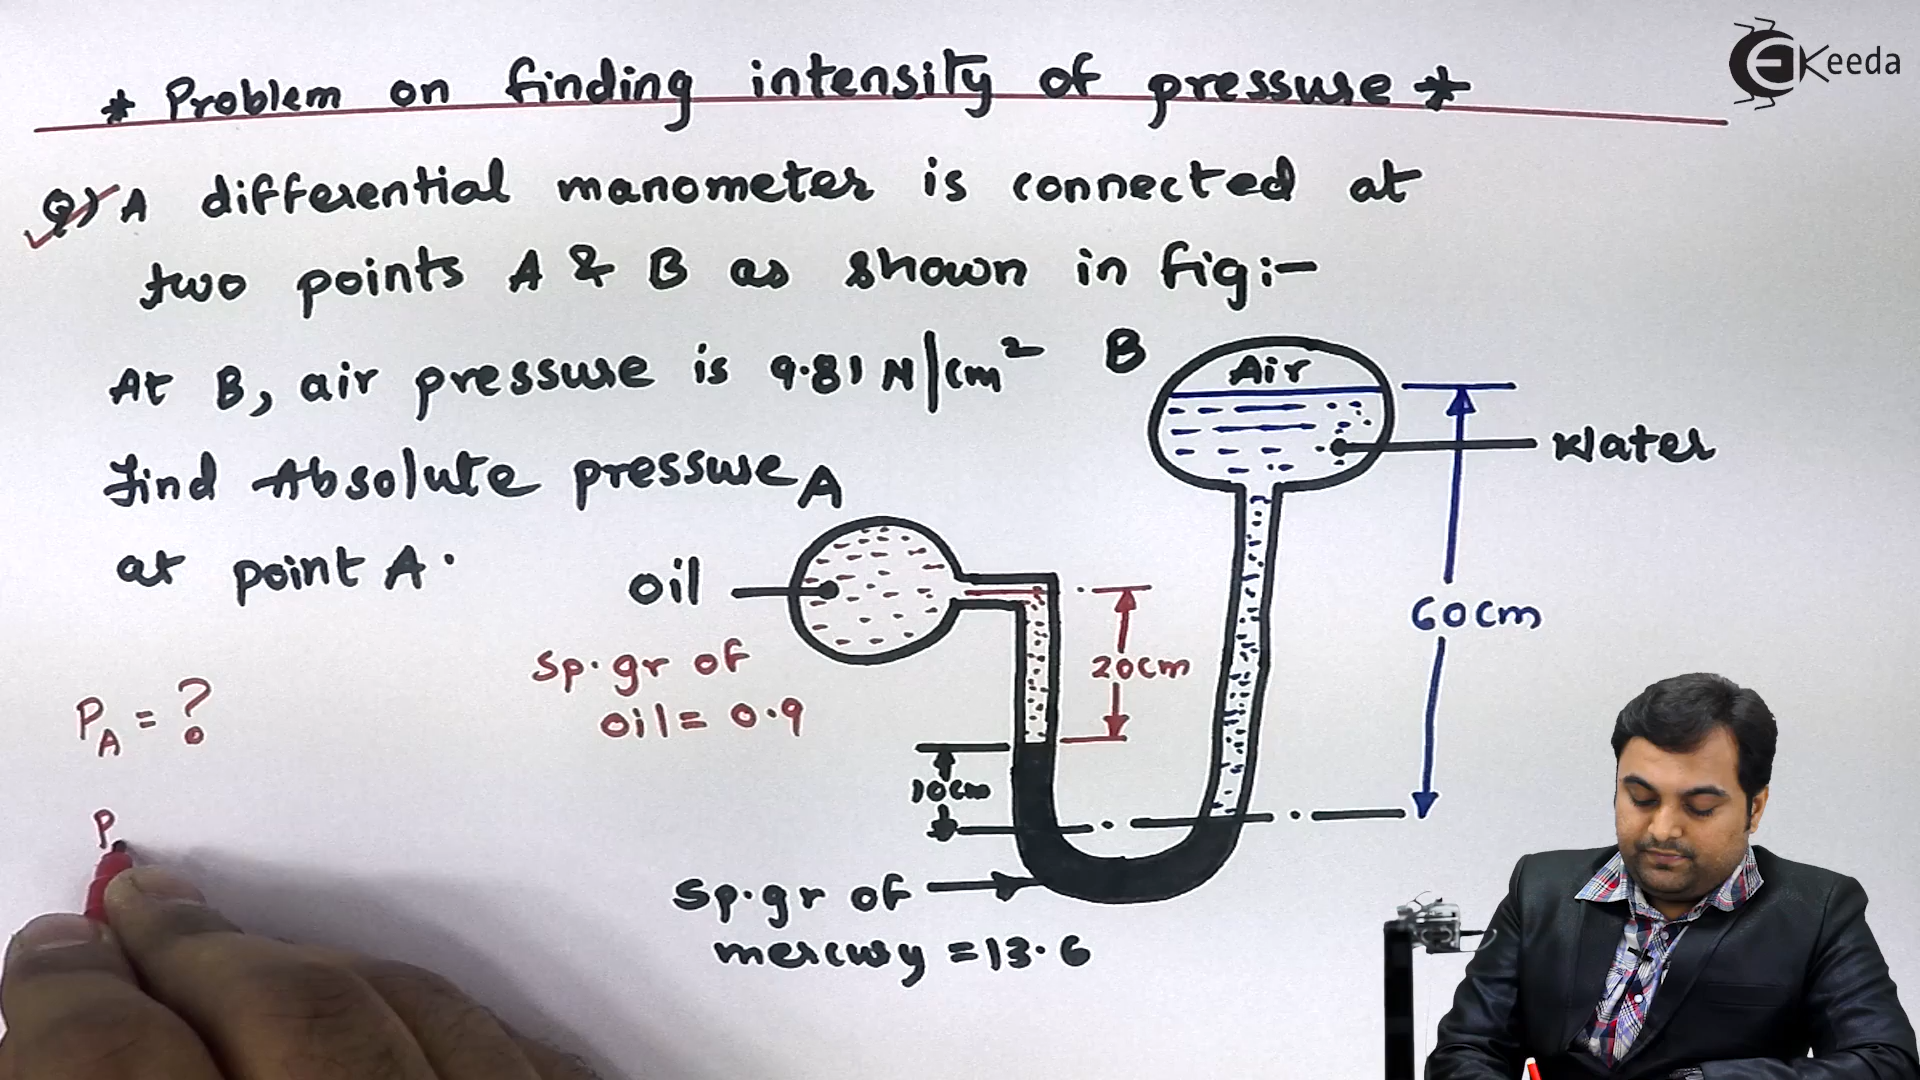 EKeeda
* Problem on finding intensity of pressure *
Q) A differential manometer is connected at
two points A & B as shown in fig:-
At B, air pressure is 9.81 N/cm²
find Absolute pressure
at point A.
B
Air
Water
60cm
A
oil
sp.gr of
oil = 0.9
20cm
10cm
sp.gr of
mercury = 13.6
P_A = ?
P